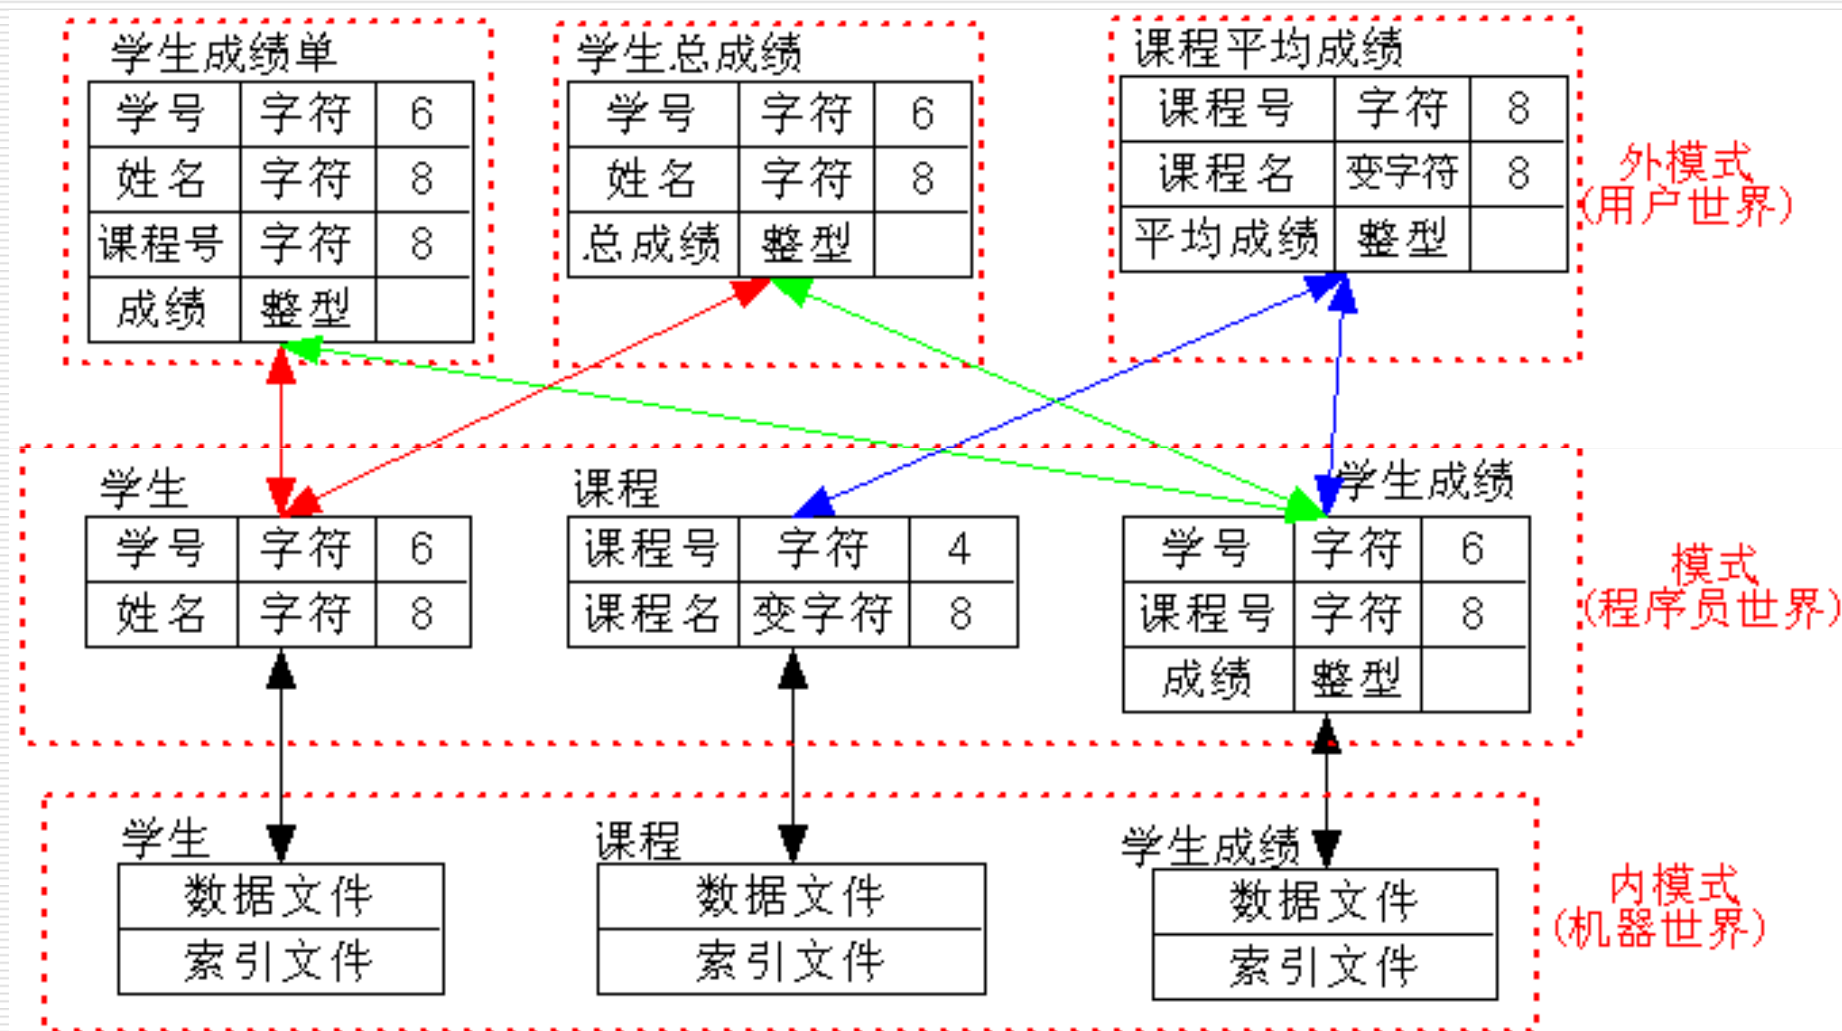 学生成绩单
学号 字符 6
姓名 字符 8
课程号 字符 8
成绩 整型
学生总成绩
学号 字符 6
姓名 字符 8
总成绩 整型
课程平均成绩
课程号 字符 8
课程名 变字符 8
平均成绩 整型
外模式
(用户世界)
学生
学号 字符 6
姓名 字符 8
课程
课程号 字符 4
课程名 变字符 8
学生成绩
学号 字符 6
课程号 字符 8
成绩 整型
模式
(程序员世界)
学生
数据文件
索引文件
课程
数据文件
索引文件
学生成绩
数据文件
索引文件
内模式
(机器世界)